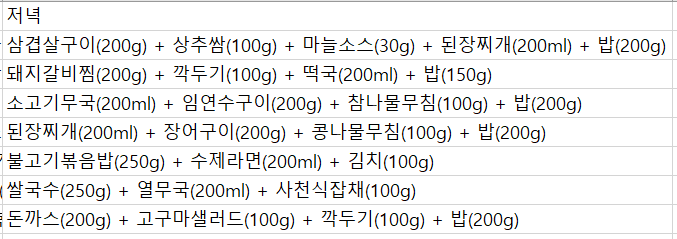 저녁
삼겹살구이(200g) + 상추쌈(100g) + 마늘소스(30g) + 된장찌개(200ml) + 밥(200g)
돼지갈비찜(200g) + 깍두기(100g) + 떡국(200ml) + 밥(150g)
소고기무국(200ml) + 임연수구이(200g) + 참나물무침(100g) + 밥(200g)
된장찌개(200ml) + 장어구이(200g) + 콩나물무침(100g) + 밥(200g)
불고기볶음밥(250g) + 수제라면(200ml) + 김치(100g)
쌀국수(250g) + 열무국(200ml) + 사천식잡채(100g)
돈까스(200g) + 고구마샐러드(100g) + 깍두기(100g) + 밥(200g)